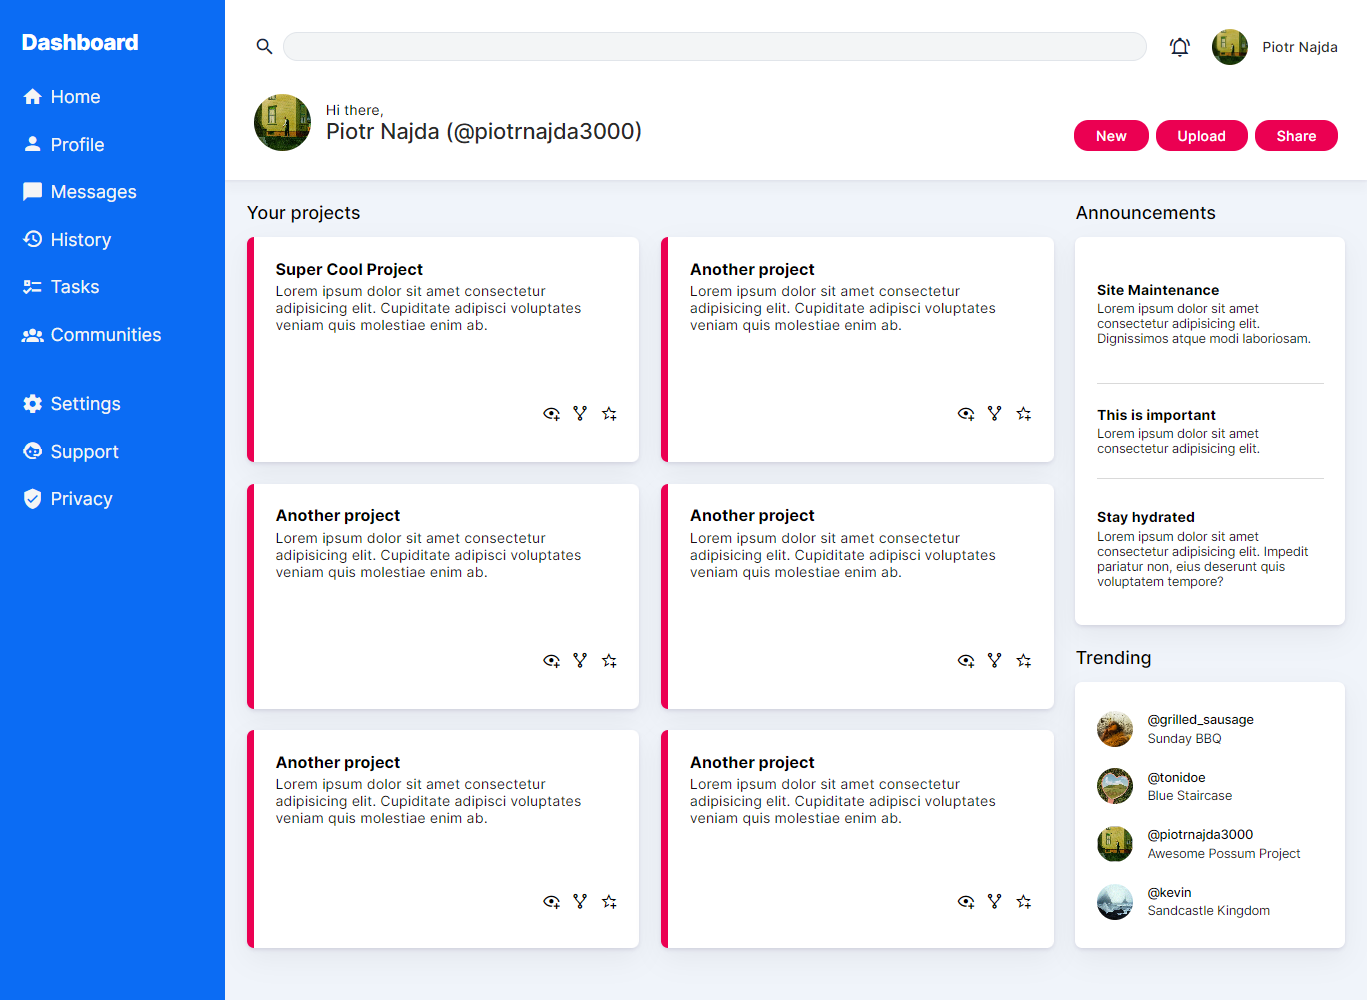 Dashboard
Home
Profile
Messages
History
Tasks
Communities
Settings
Support
Privacy
Piotr Najda
Hi there,
Piotr Najda (@piotrnajda3000)
New
Upload
Share
Your projects
Super Cool Project
Lorem ipsum dolor sit amet consectetur
adipisicing elit. Cupiditate adipisci voluptates
veniam quis molestiae enim ab.
Another project
Lorem ipsum dolor sit amet consectetur
adipisicing elit. Cupiditate adipisci voluptates
veniam quis molestiae enim ab.
Another project
Lorem ipsum dolor sit amet consectetur
adipisicing elit. Cupiditate adipisci voluptates
veniam quis molestiae enim ab.
Another project
Lorem ipsum dolor sit amet consectetur
adipisicing elit. Cupiditate adipisci voluptates
veniam quis molestiae enim ab.
Another project
Lorem ipsum dolor sit amet consectetur
adipisicing elit. Cupiditate adipisci voluptates
veniam quis molestiae enim ab.
Another project
Lorem ipsum dolor sit amet consectetur
adipisicing elit. Cupiditate adipisci voluptates
veniam quis molestiae enim ab.
Announcements
Site Maintenance
Lorem ipsum dolor sit amet
consectetur adipisicing elit.
Dignissimos atque modi laboriosam.
This is important
Lorem ipsum dolor sit amet
consectetur adipisicing elit.
Stay hydrated
Lorem ipsum dolor sit amet
consectetur adipisicing elit. Impedit
pariatur non, eius deserunt quis
voluptatem tempore?
Trending
@grilled_sausage
Sunday BBQ
@tonidoe
Blue Staircase
@piotrnajda3000
Awesome Possum Project
@kevin
Sandcastle Kingdom